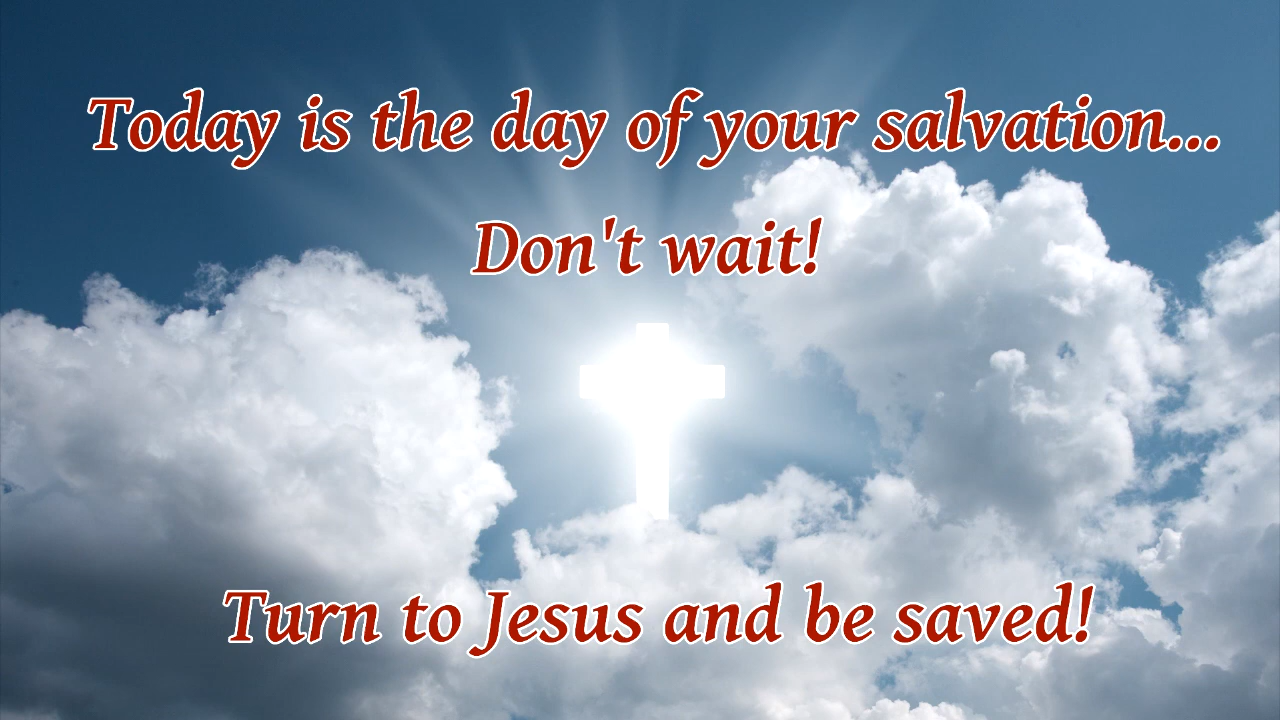 Today is the day of your salvation...
Don't wait!
Turn to Jesus and be saved!